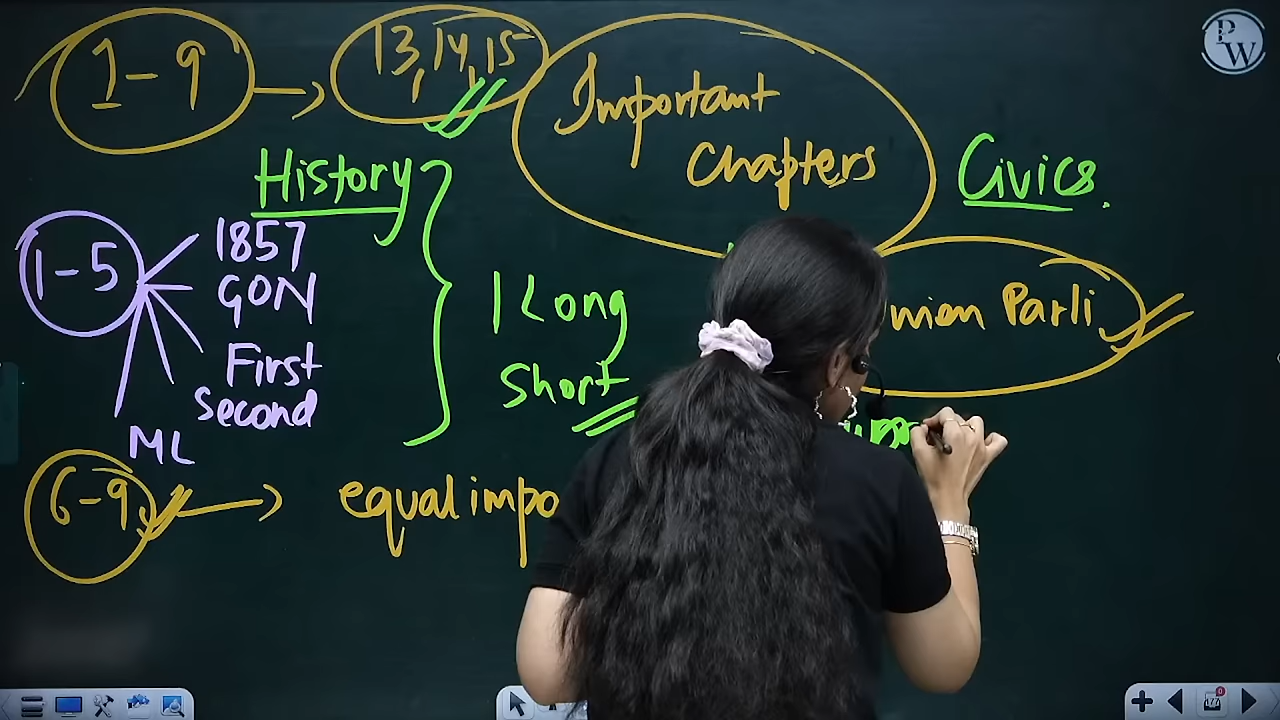 1-9 → 13, 14, 15
Important
Chapters
PW
History
Civics.
1-5
1857
GON
First
Second
ML
1 Long
Short
Parli
6-9 →
equal impo